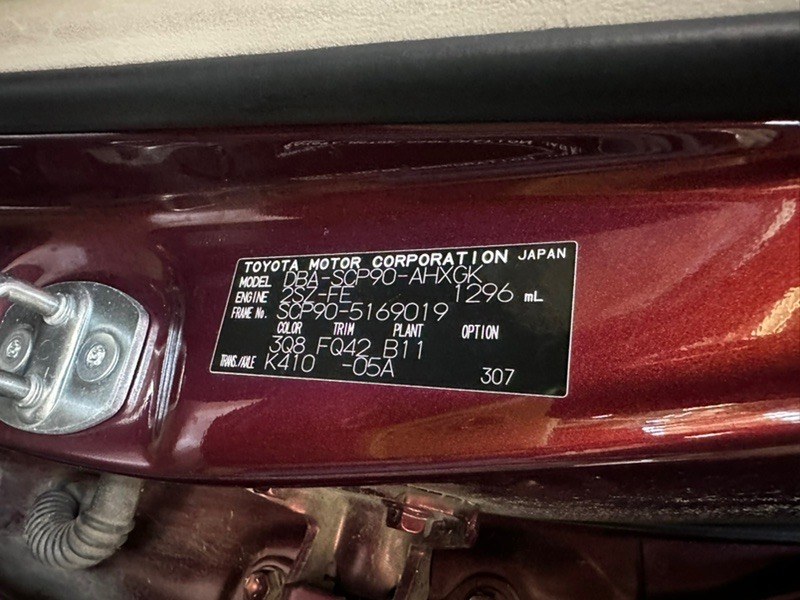 TOYOTA MOTOR CORPORATION JAPAN
MODEL DBA-SCP90-AHXGK
ENGINE 2SZ-FE 1296 mL
FRAME No. SCP90-5169019
COLOR TRIM PLANT OPTION
3Q8 FQ42 B11
TRANS./AXLE K410 -05A 307